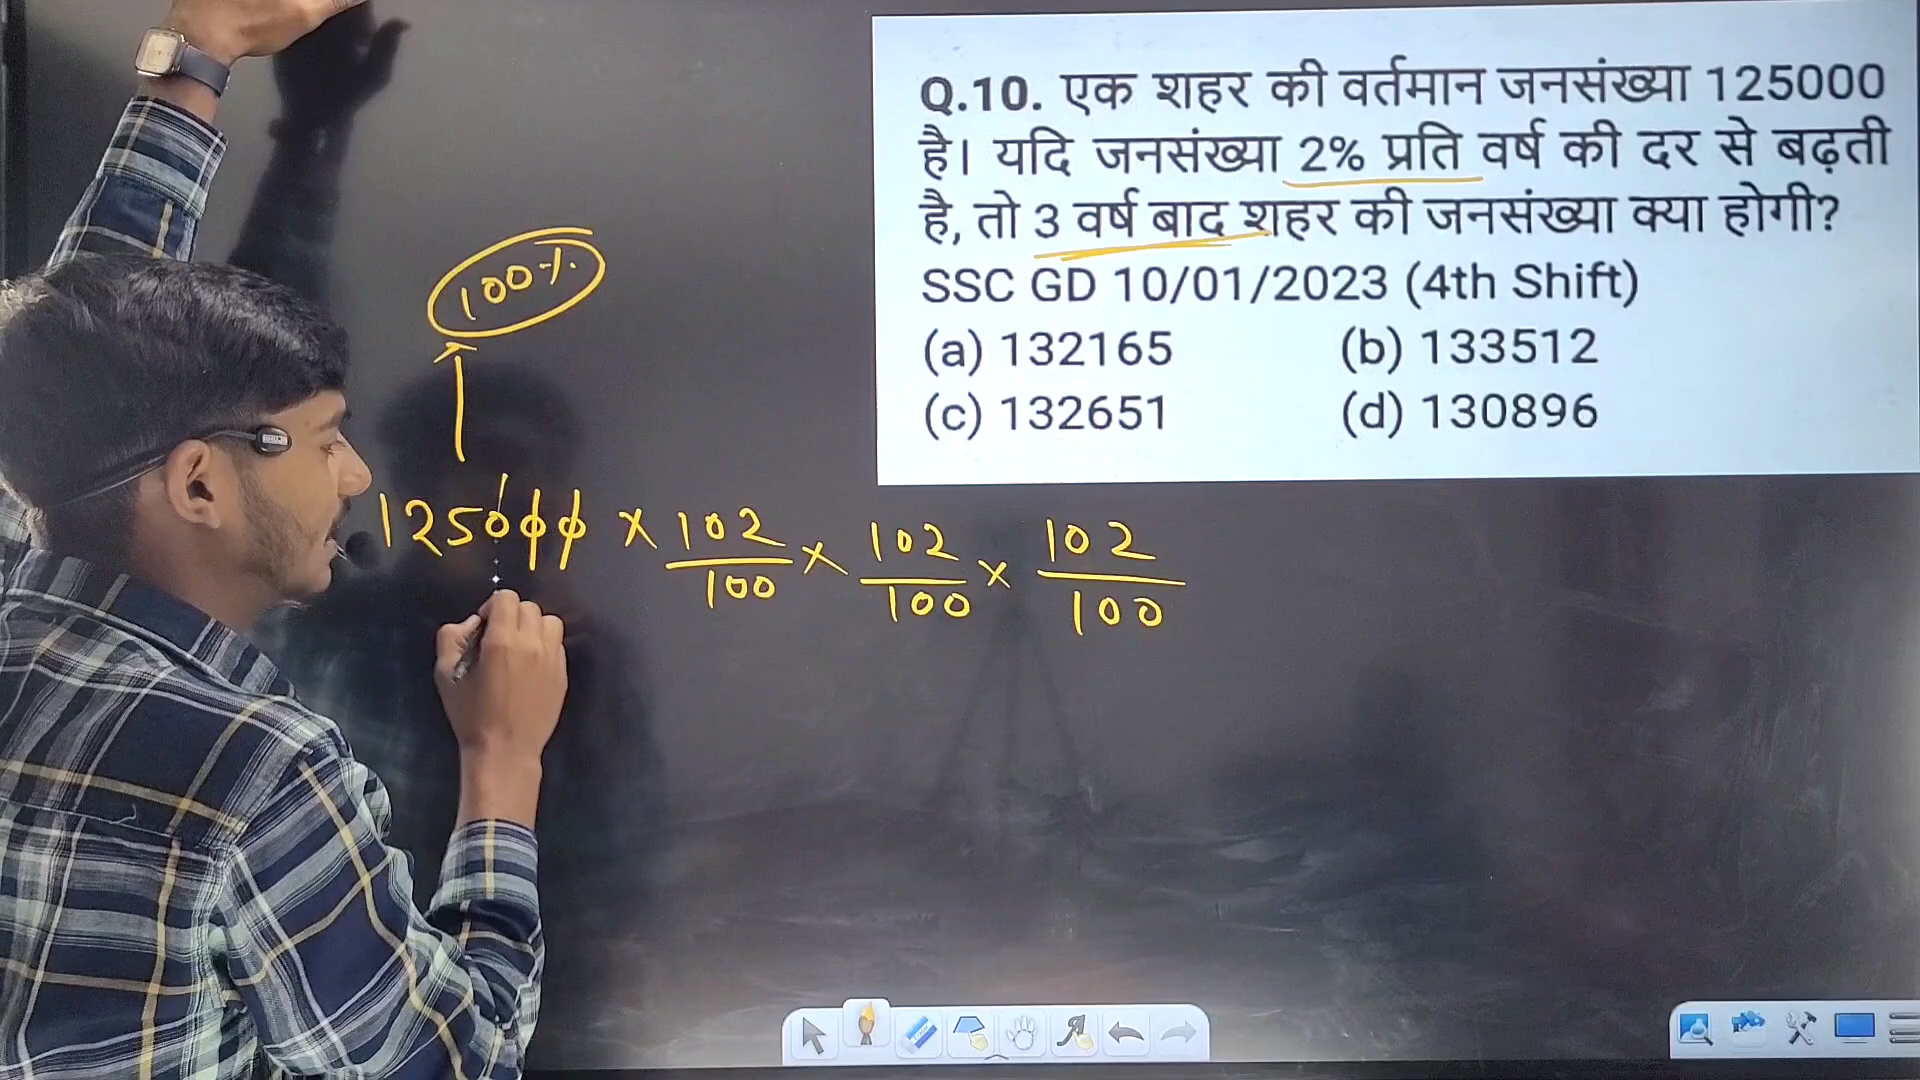 Q.10. एक शहर की वर्तमान जनसंख्या 125000
है। यदि जनसंख्या 2% प्रति वर्ष की दर से बढ़ती
है, तो 3 वर्ष बाद शहर की जनसंख्या क्या होगी?
SSC GD 10/01/2023 (4th Shift)
(a) 132165 (b) 133512
(c) 132651 (d) 130896
100%
125000 × 102/100 × 102/100 × 102/100